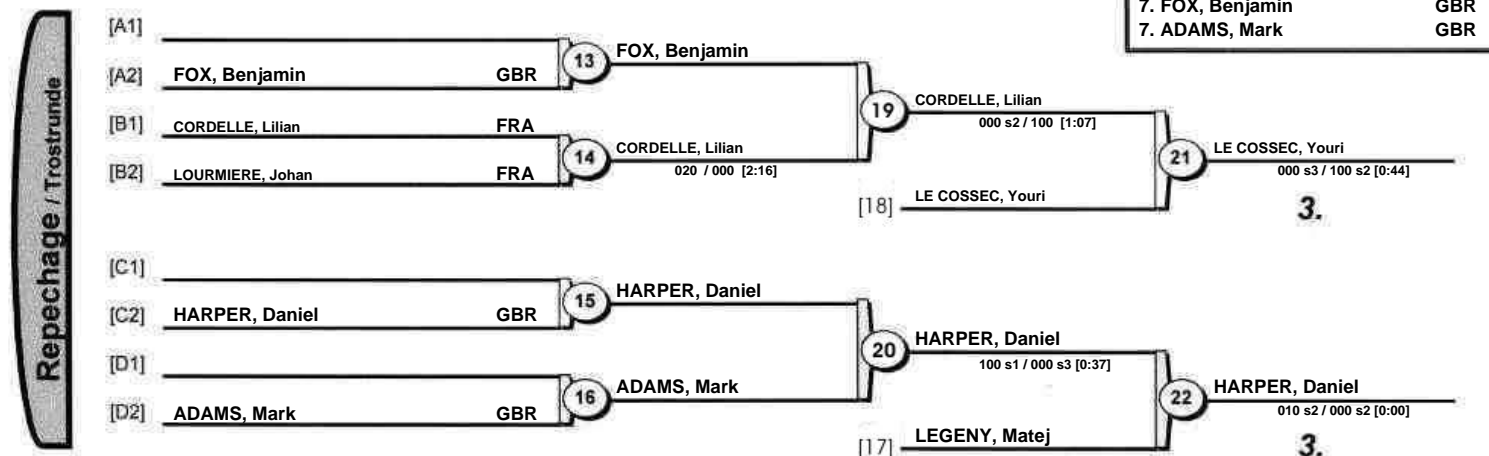 7. FOX, Benjamin GBR
7. ADAMS, Mark GBR
Repechage / Trostrunde
[A1]
[A2] FOX, Benjamin GBR
13 FOX, Benjamin
[B1] CORDELLE, Lilian FRA
[B2] LOURMIERE, Johan FRA
14 CORDELLE, Lilian
020 / 000 [2:16]
19 CORDELLE, Lilian
000 s2 / 100 [1:07]
[18] LE COSSEC, Youri
21 LE COSSEC, Youri
000 s3 / 100 s2 [0:44]
3.
[C1]
[C2] HARPER, Daniel GBR
15 HARPER, Daniel
[D1]
[D2] ADAMS, Mark GBR
16 ADAMS, Mark
20 HARPER, Daniel
100 s1 / 000 s3 [0:37]
[17] LEGENY, Matej
22 HARPER, Daniel
010 s2 / 000 s2 [0:00]
3.